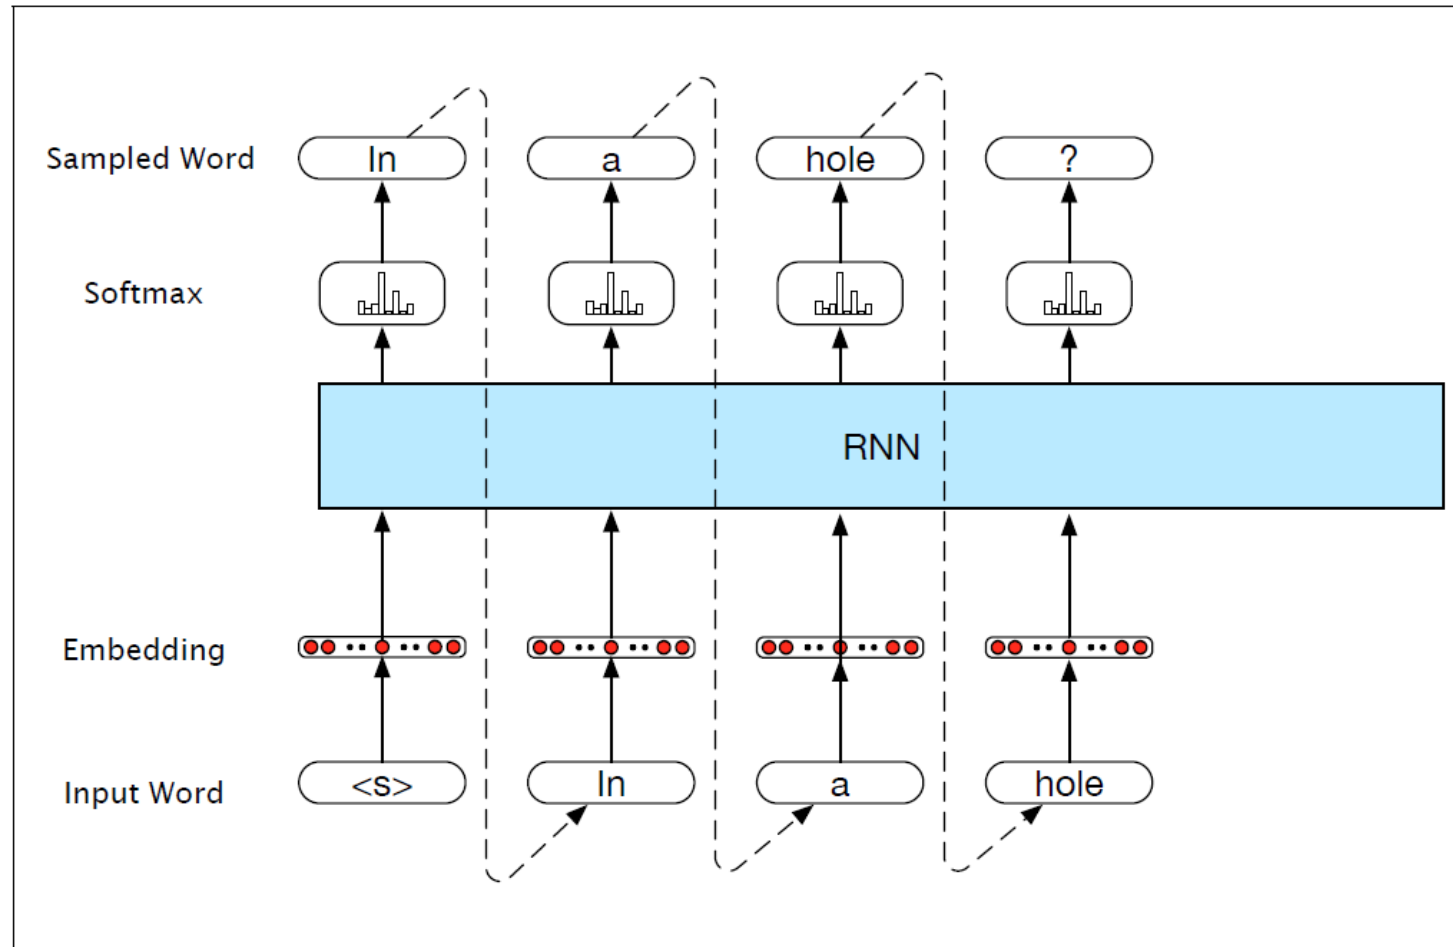 Sampled Word In a hole ?
Softmax
RNN
Embedding
Input Word <s> In a hole